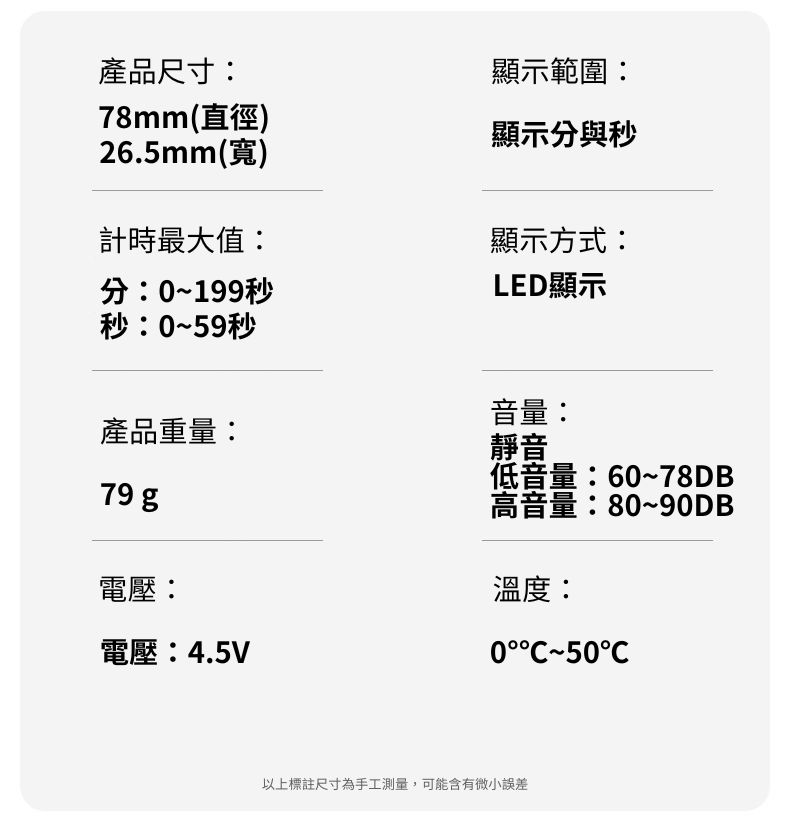 產品尺寸：
78mm(直徑)
26.5mm(寬)
顯示範圍：
顯示分與秒
計時最大值：
分：0~199秒
秒：0~59秒
顯示方式：
LED顯示
產品重量：
79 g
音量：
靜音
低音量：60~78DB
高音量：80~90DB
電壓：
電壓：4.5V
溫度：
0°℃~50℃
以上標註尺寸為手工測量，可能含有微小誤差